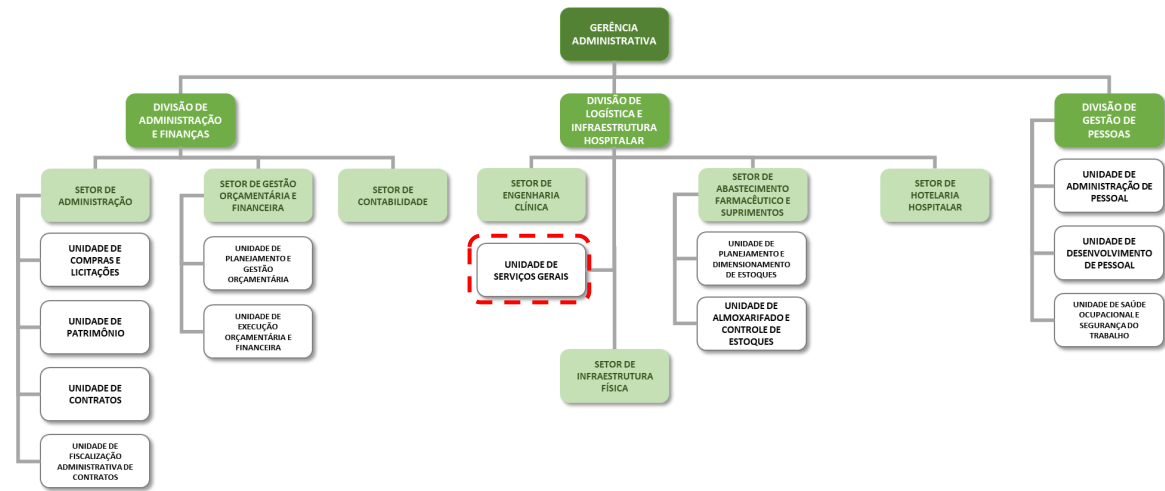 GERÊNCIA
ADMINISTRATIVA
DIVISÃO DE
ADMINISTRAÇÃO
E FINANÇAS
DIVISÃO DE
LOGÍSTICA E
INFRAESTRUTURA
HOSPITALAR
DIVISÃO DE
GESTÃO DE
PESSOAS
SETOR DE
ADMINISTRAÇÃO
SETOR DE GESTÃO
ORÇAMENTÁRIA E
FINANCEIRA
SETOR DE
CONTABILIDADE
SETOR DE
ENGENHARIA
CLÍNICA
SETOR DE
ABASTECIMENTO
FARMACÊUTICO E
SUPRIMENTOS
SETOR DE
HOTELARIA
HOSPITALAR
UNIDADE DE
ADMINISTRAÇÃO DE
PESSOAL
UNIDADE DE
COMPRAS E
LICITAÇÕES
UNIDADE DE
PLANEJAMENTO E
GESTÃO
ORÇAMENTÁRIA
UNIDADE DE
SERVIÇOS GERAIS
UNIDADE DE
PLANEJAMENTO E
DIMENSIONAMENTO
DE ESTOQUES
UNIDADE DE
DESENVOLVIMENTO
DE PESSOAL
UNIDADE DE
PATRIMÔNIO
UNIDADE DE
EXECUÇÃO
ORÇAMENTÁRIA E
FINANCEIRA
UNIDADE DE
ALMOXARIFADO E
CONTROLE DE
ESTOQUES
UNIDADE DE SAÚDE
OCUPACIONAL E
SEGURANÇA DO
TRABALHO
UNIDADE DE
CONTRATOS
SETOR DE
INFRAESTRUTURA
FÍSICA
UNIDADE DE
FISCALIZAÇÃO
ADMINISTRATIVA DE
CONTRATOS